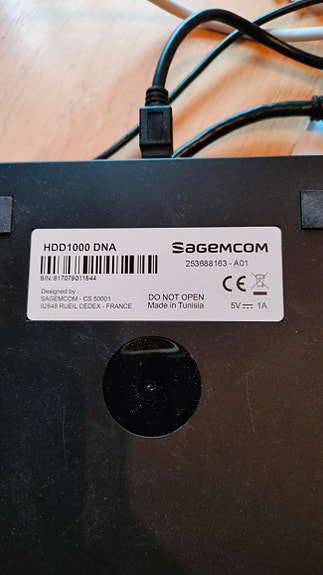 HDD1000 DNA
SAGEMCOM
S/N: 617079011644
253688163 - A01
Designed by :
SAGEMCOM - CS 50001
92848 RUEIL CEDEX - FRANCE
DO NOT OPEN
Made in Tunisia
CE
5V ⎓ 1A